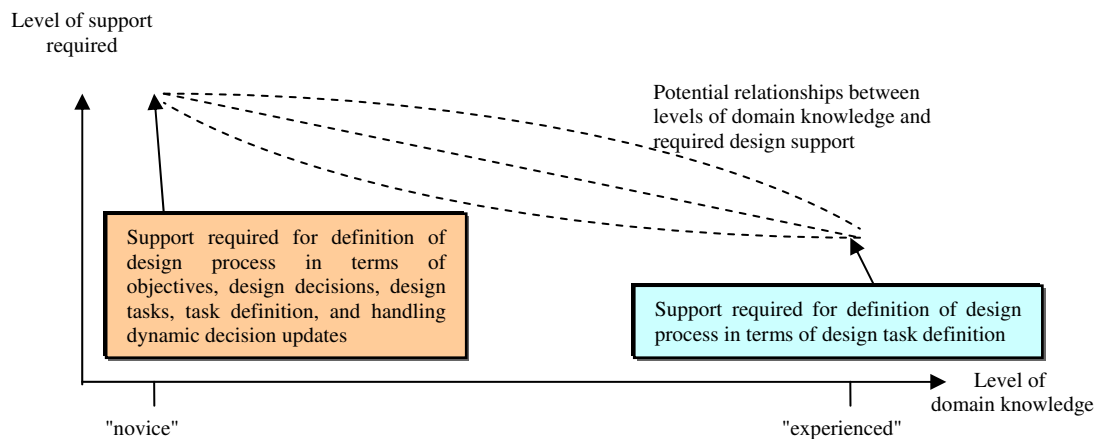 Level of support
required
Potential relationships between
levels of domain knowledge and
required design support
Support required for definition of
design process in terms of
objectives, design decisions, design
tasks, task definition, and handling
dynamic decision updates
Support required for definition of design
process in terms of design task definition
Level of
domain knowledge
"novice"
"experienced"